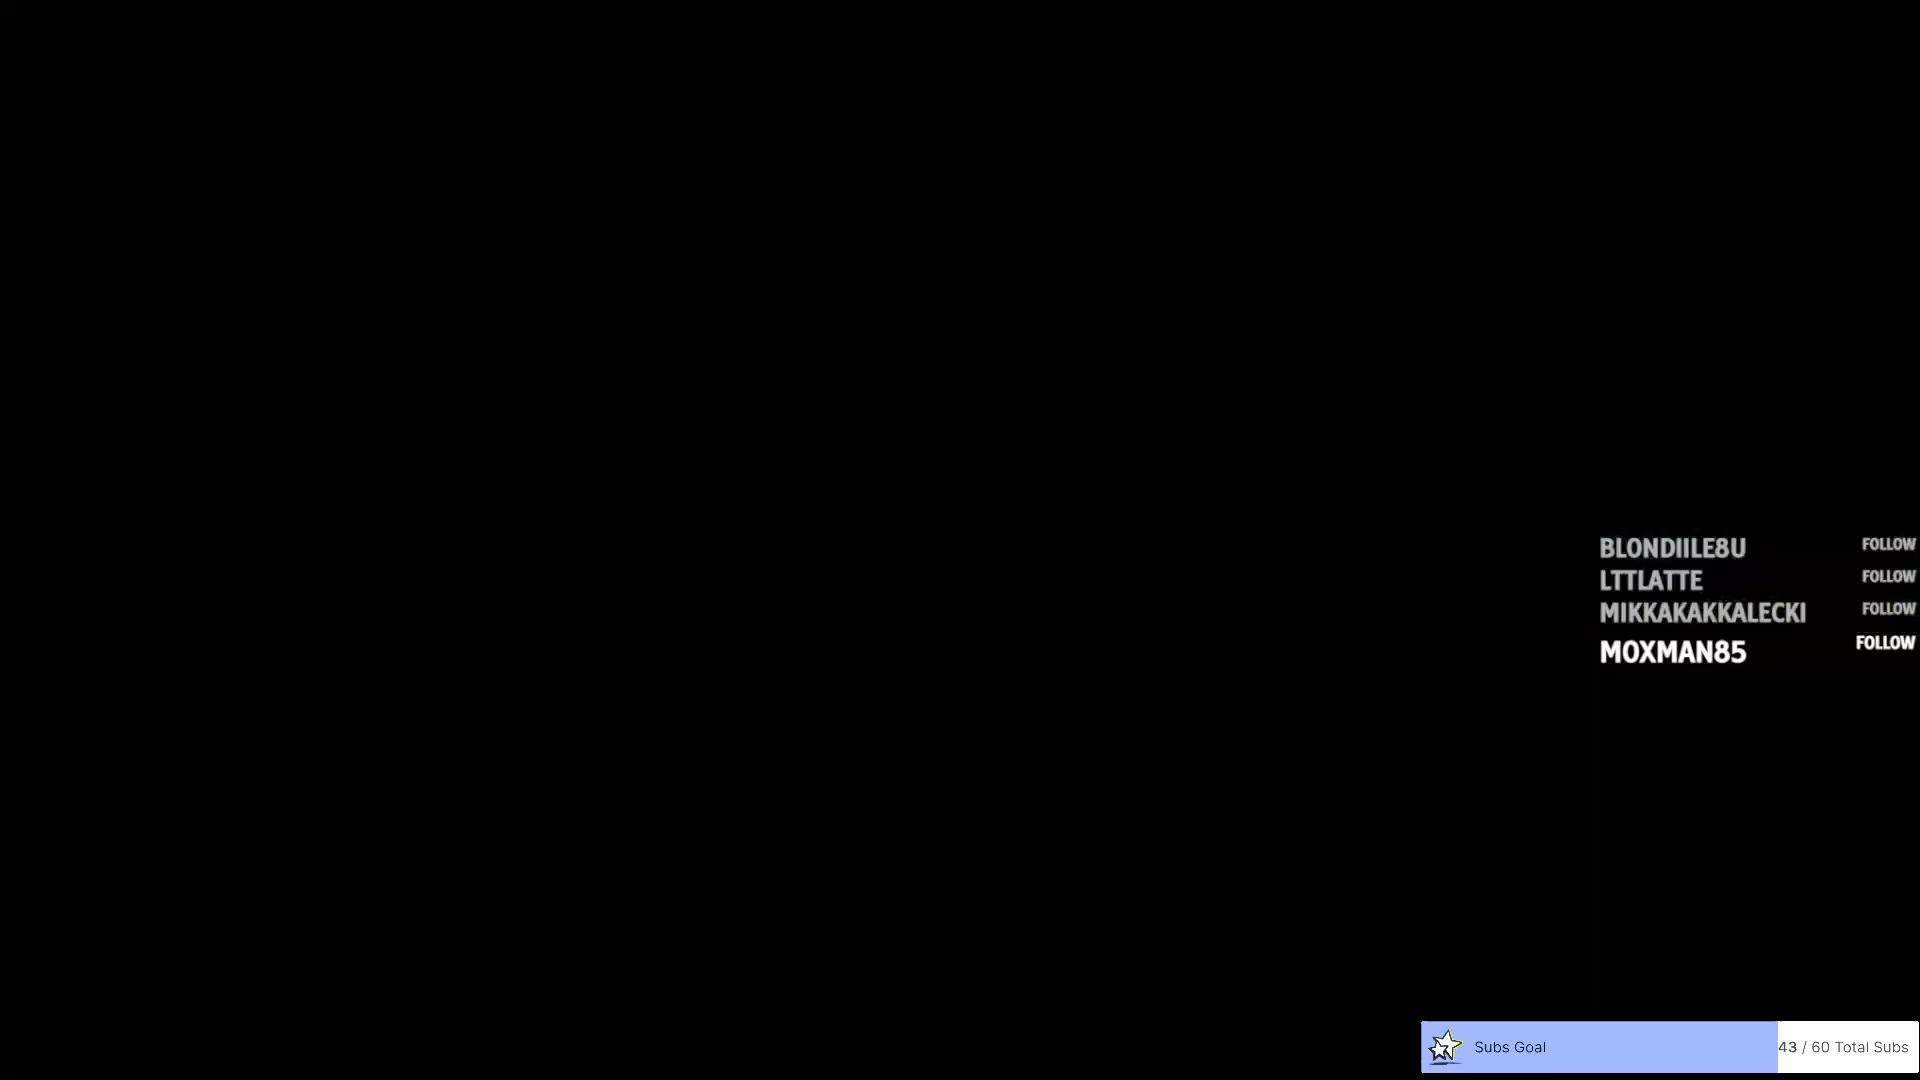 BLONDIILE8U FOLLOW
LTTLATTE FOLLOW
MIKKAKAKKALECKI FOLLOW
MOXMAN85 FOLLOW
Subs Goal 43 / 60 Total Subs